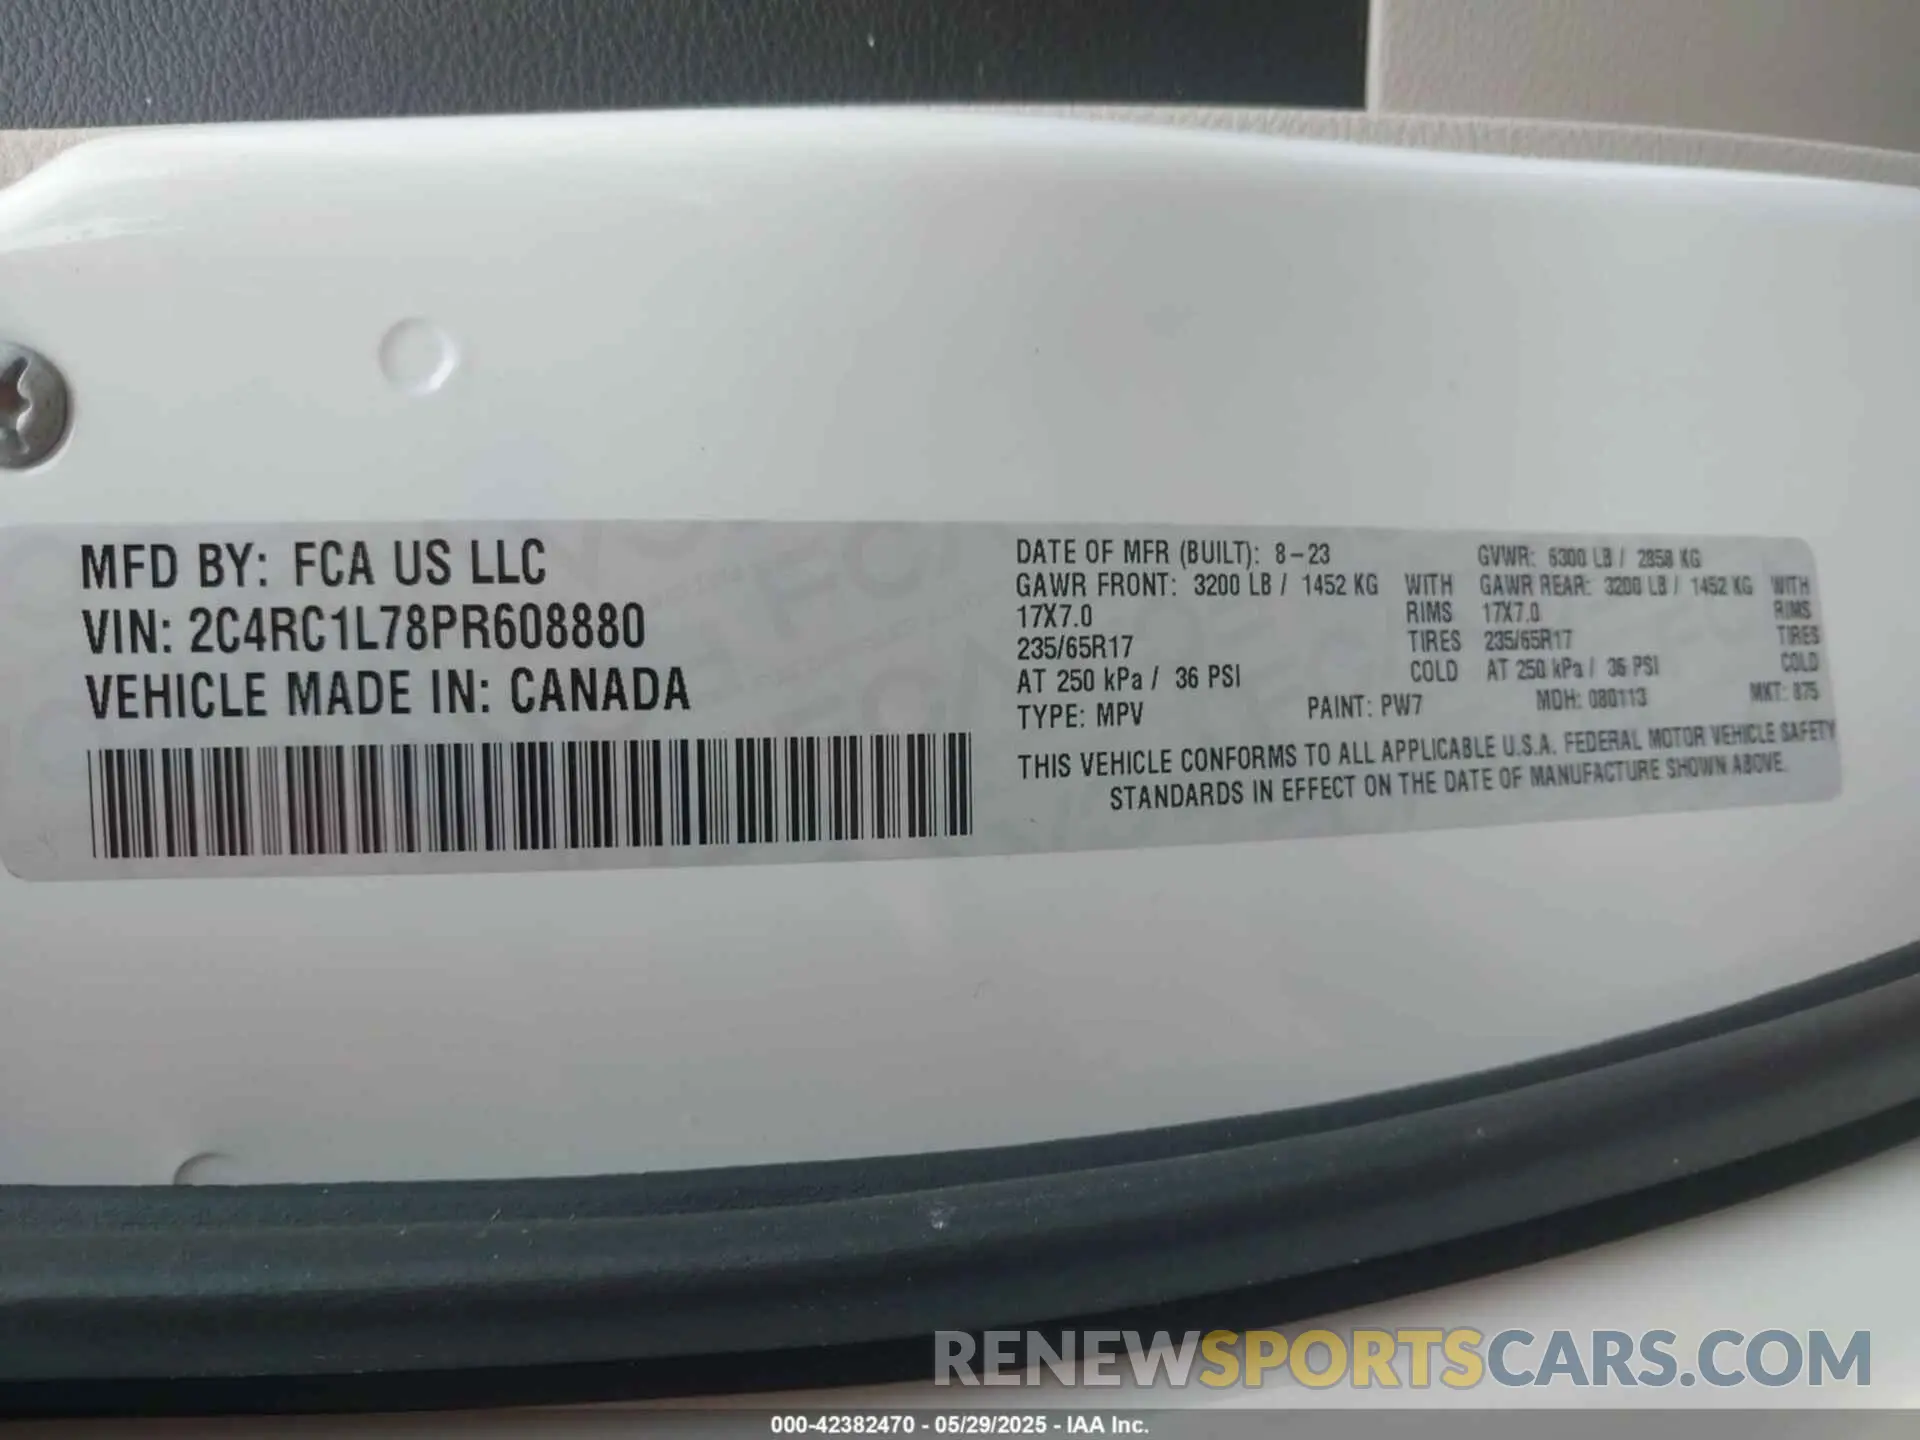 MFD BY: FCA US LLC
VIN: 2C4RC1L78PR608880
VEHICLE MADE IN: CANADA
DATE OF MFR (BUILT): 8-23 GVWR: 6300 LB / 2858 KG
GAWR FRONT: 3200 LB / 1452 KG WITH GAWR REAR: 3200 LB / 1452 KG WITH
17X7.0 RIMS 17X7.0 RIMS
235/65R17 TIRES 235/65R17 TIRES
AT 250 kPa / 36 PSI COLD AT 250 kPa / 36 PSI COLD
TYPE: MPV PAINT: PW7 MDH: 080113 MKT: 875
THIS VEHICLE CONFORMS TO ALL APPLICABLE U.S.A. FEDERAL MOTOR VEHICLE SAFETY
STANDARDS IN EFFECT ON THE DATE OF MANUFACTURE SHOWN ABOVE.
RENEWSPORTSCARS.COM
000-42382470 - 05/29/2025 - IAA Inc.